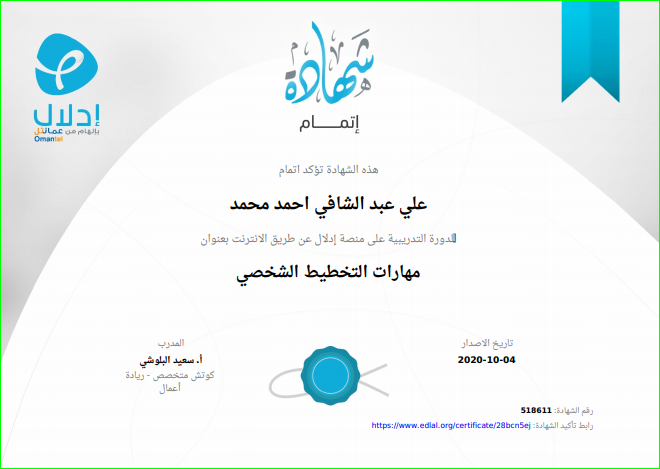 شهادة
إتمام
إدلال
بإلهام من عمانتل
Omantel
هذه الشهادة تؤكد اتمام
علي عبد الشافي احمد محمد
للدورة التدريبية على منصة إدلال عن طريق الانترنت بعنوان
مهارات التخطيط الشخصي
تاريخ الاصدار
2020-10-04
المدرب
أ. سعيد البلوشي
كوتش متخصص - ريادة
أعمال
رقم الشهادة: 518611
رابط تأكيد الشهادة: https://www.edlal.org/certificate/28bcn5ej